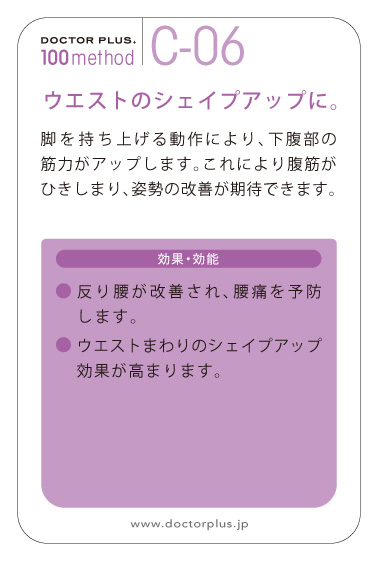 DOCTOR PLUS.
100method
C-06
ウエストのシェイプアップに。
脚を持ち上げる動作により、下腹部の
筋力がアップします。これにより腹筋が
ひきしまり、姿勢の改善が期待できます。
効果・効能
● 反り腰が改善され、腰痛を予防
します。
● ウエストまわりのシェイプアップ
効果が高まります。
www.doctorplus.jp